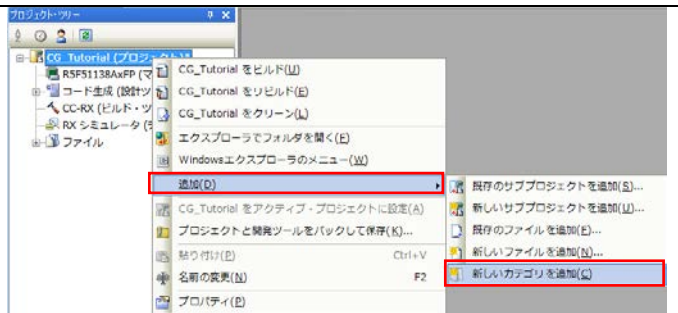 プロジェクト・ツリー
CG_Tutorial (プロジェクト)*
R5F51138AxFP (マ
コード生成 (設計ツ
CC-RX (ビルド・ツ
RX シミュレータ (デ
ファイル
CG_Tutorial をビルド(U)
CG_Tutorial をリビルド(E)
CG_Tutorial をクリーン(L)
エクスプローラでフォルダを開く(F)
Windowsエクスプローラのメニュー(W)
追加(D)
CG_Tutorial をアクティブ・プロジェクトに設定(A)
プロジェクトと開発ツールをパックして保存(K)...
貼り付け(P) Ctrl+V
名前の変更(N) F2
プロパティ(P)
既存のサブプロジェクトを追加(S)...
新しいサブプロジェクトを追加(U)...
既存のファイルを追加(F)...
新しいファイルを追加(N)...
新しいカテゴリを追加(C)